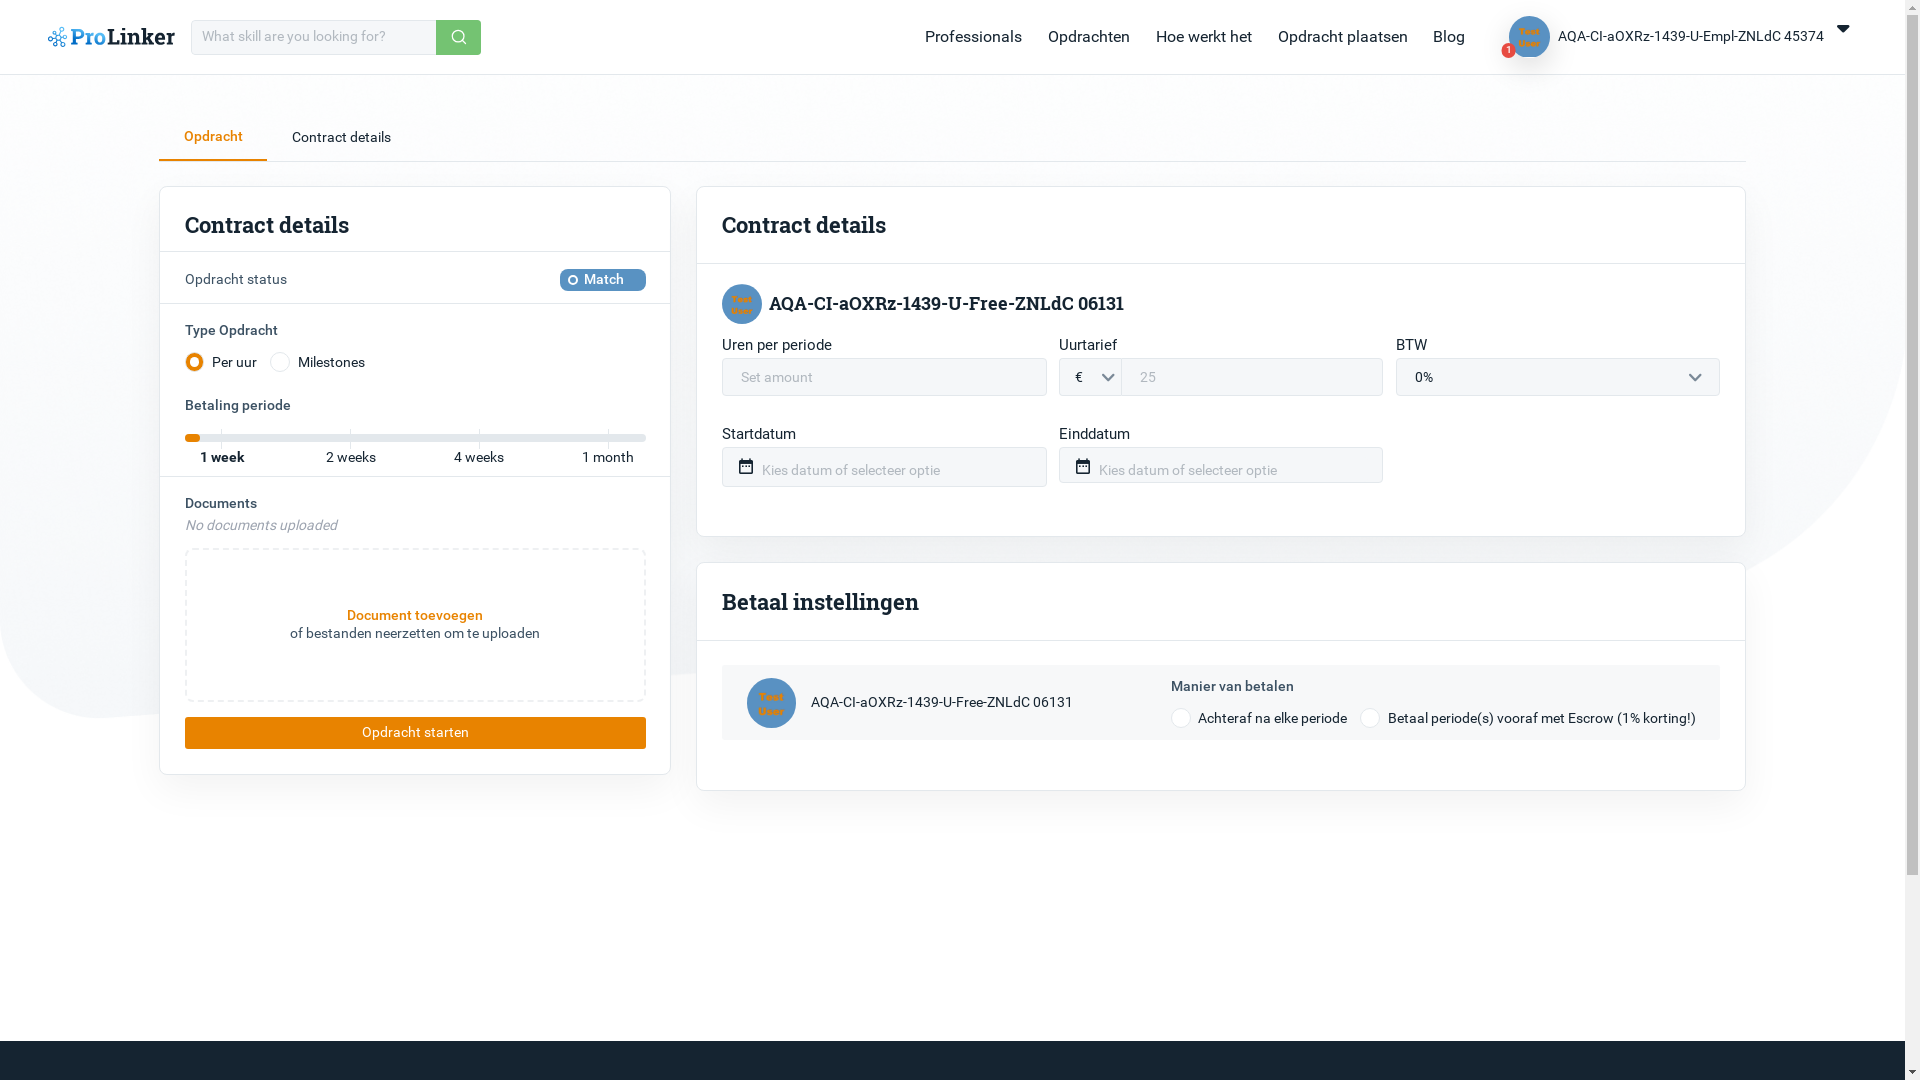 ProLinker
What skill are you looking for?
Professionals
Opdrachten
Hoe werkt het
Opdracht plaatsen
Blog
Test
User
1
AQA-CI-aOXRz-1439-U-Empl-ZNLdC 45374
Opdracht
Contract details
Contract details
Opdracht status
Match
Type Opdracht
Per uur
Milestones
Betaling periode
1 week
2 weeks
4 weeks
1 month
Documents
No documents uploaded
Document toevoegen
of bestanden neerzetten om te uploaden
Opdracht starten
Contract details
Test
User
AQA-CI-aOXRz-1439-U-Free-ZNLdC 06131
Uren per periode
Uurtarief
BTW
Set amount
€
25
0%
Startdatum
Einddatum
Kies datum of selecteer optie
Kies datum of selecteer optie
Betaal instellingen
Test
User
AQA-CI-aOXRz-1439-U-Free-ZNLdC 06131
Manier van betalen
Achteraf na elke periode
Betaal periode(s) vooraf met Escrow (1% korting!)